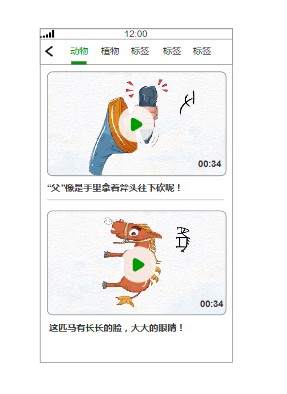 12:00
动物 植物 标签 标签 标签
00:34
“父”像是手里拿着斧头往下砍呢！
00:34
这匹马有长长的脸，大大的眼睛！